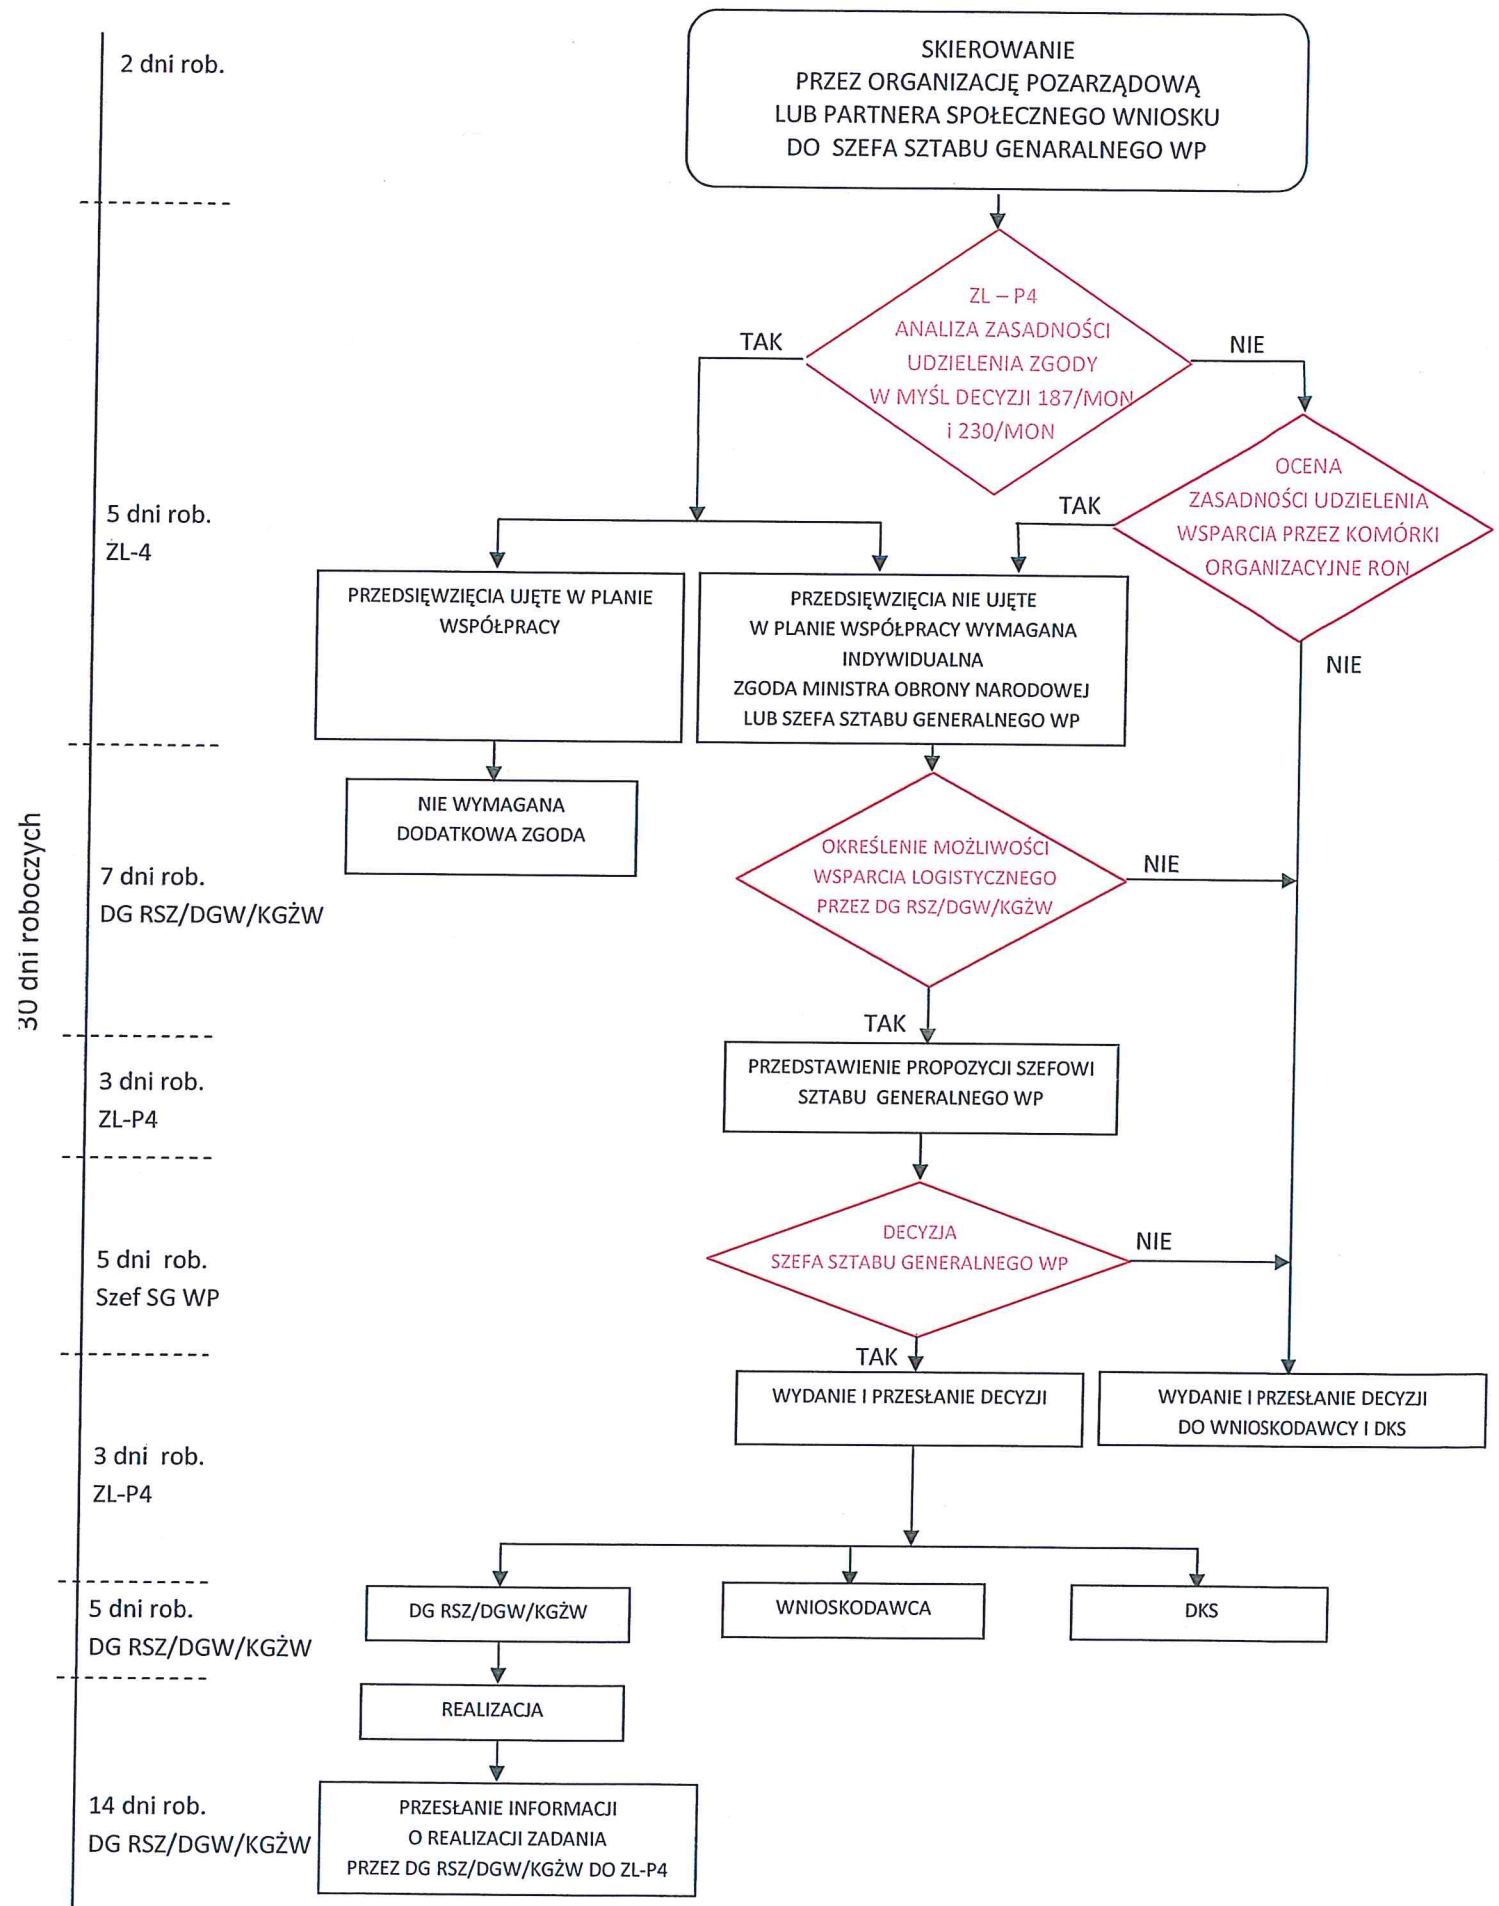 2 dni rob.
SKIEROWANIE
PRZEZ ORGANIZACJĘ POZARZĄDOWĄ
LUB PARTNERA SPOŁECZNEGO WNIOSKU
DO SZEFA SZTABU GENARALNEGO WP
ZL – P4
ANALIZA ZASADNOŚCI
UDZIELENIA ZGODY
W MYŚL DECYZJI 187/MON
i 230/MON
TAK
NIE
OCENA
ZASADNOŚCI UDZIELENIA
WSPARCIA PRZEZ KOMÓRKI
ORGANIZACYJNE RON
TAK
NIE
5 dni rob.
ZL-4
PRZEDSIĘWZIĘCIA UJĘTE W PLANIE
WSPÓŁPRACY
PRZEDSIĘWZIĘCIA NIE UJĘTE
W PLANIE WSPÓŁPRACY WYMAGANA
INDYWIDUALNA
ZGODA MINISTRA OBRONY NARODOWEJ
LUB SZEFA SZTABU GENERALNEGO WP
30 dni roboczych
7 dni rob.
DG RSZ/DGW/KGŻW
NIE WYMAGANA
DODATKOWA ZGODA
OKREŚLENIE MOŻLIWOŚCI
WSPARCIA LOGISTYCZNEGO
PRZEZ DG RSZ/DGW/KGŻW
NIE
TAK
3 dni rob.
ZL-P4
PRZEDSTAWIENIE PROPOZYCJI SZEFOWI
SZTABU GENERALNEGO WP
5 dni rob.
Szef SG WP
DECYZJA
SZEFA SZTABU GENERALNEGO WP
NIE
TAK
3 dni rob.
ZL-P4
WYDANIE I PRZESŁANIE DECYZJI
WYDANIE I PRZESŁANIE DECYZJI
DO WNIOSKODAWCY I DKS
5 dni rob.
DG RSZ/DGW/KGŻW
DG RSZ/DGW/KGŻW
WNIOSKODAWCA
DKS
REALIZACJA
14 dni rob.
DG RSZ/DGW/KGŻW
PRZESŁANIE INFORMACJI
O REALIZACJI ZADANIA
PRZEZ DG RSZ/DGW/KGŻW DO ZL-P4